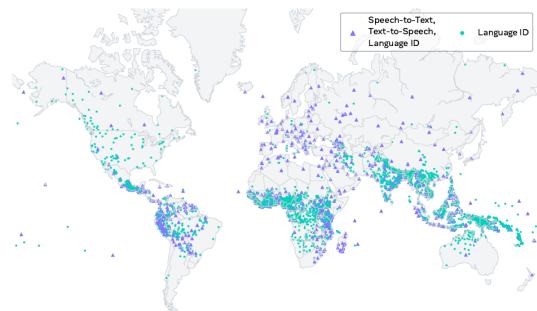 Speech-to-Text,
Text-to-Speech,
Language ID
Language ID